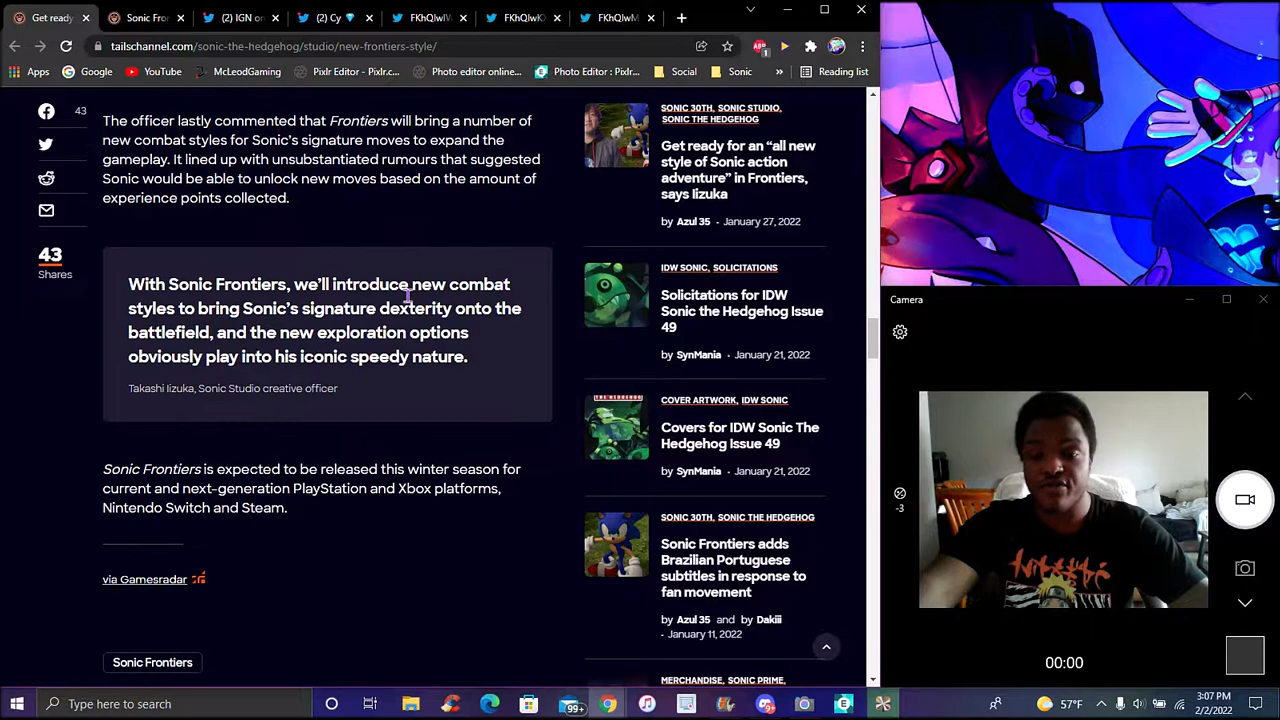 Get ready
Sonic Fron
(2) IGN on
(2) Cy
FKhQlwIV
FKhQlwK
FKhQlwM
tailschannel.com/sonic-the-hedgehog/studio/new-frontiers-style/
Apps
Google
YouTube
McLeodGaming
Pixlr Editor - Pixlr.c...
Photo editor online...
Photo Editor : Pixlr...
Social
Sonic
»
Reading list
43
The officer lastly commented that Frontiers will bring a number of
new combat styles for Sonic's signature moves to expand the
gameplay. It lined up with unsubstantiated rumours that suggested
Sonic would be able to unlock new moves based on the amount of
experience points collected.
43
Shares
With Sonic Frontiers, we'll introduce new combat
styles to bring Sonic's signature dexterity onto the
battlefield, and the new exploration options
obviously play into his iconic speedy nature.
Takashi Iizuka, Sonic Studio creative officer
Sonic Frontiers is expected to be released this winter season for
current and next-generation PlayStation and Xbox platforms,
Nintendo Switch and Steam.
via Gamesradar
Sonic Frontiers
SONIC 30TH, SONIC STUDIO,
SONIC THE HEDGEHOG
Get ready for an “all new
style of Sonic action
adventure” in Frontiers,
says Iizuka
by Azul 35 - January 27, 2022
IDW SONIC, SOLICITATIONS
Solicitations for IDW
Sonic the Hedgehog Issue
49
by SynMania - January 21, 2022
COVER ARTWORK, IDW SONIC
Covers for IDW Sonic The
Hedgehog Issue 49
by SynMania - January 21, 2022
SONIC 30TH, SONIC THE HEDGEHOG
Sonic Frontiers adds
Brazilian Portuguese
subtitles in response to
fan movement
by Azul 35 and by Dakiii
- January 11, 2022
MERCHANDISE, SONIC PRIME,
Camera
-3
00:00
Type here to search
99+
57°F
3:07 PM
2/2/2022